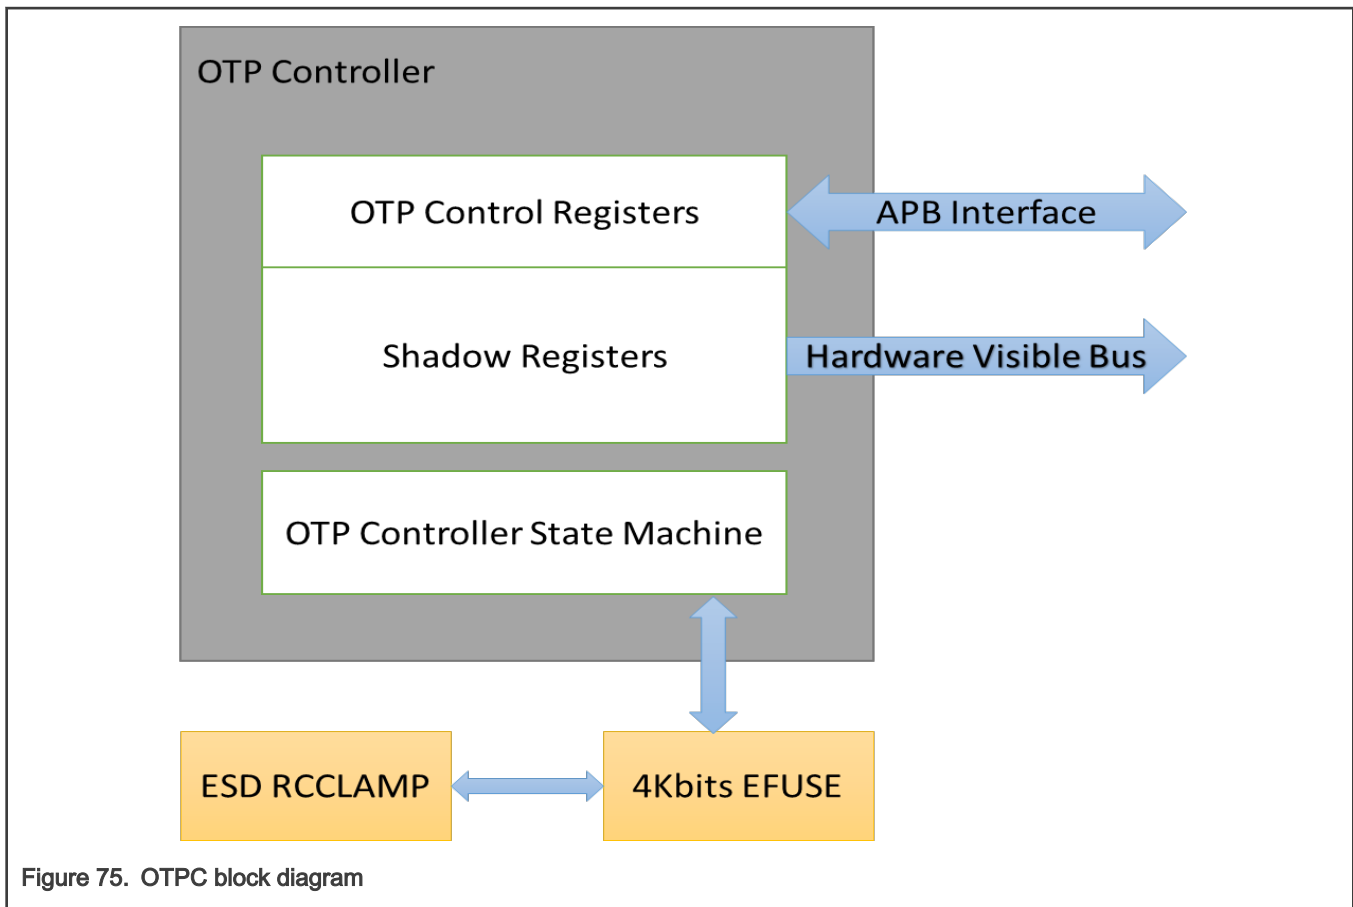 OTP Controller
OTP Control Registers
APB Interface
Shadow Registers
Hardware Visible Bus
OTP Controller State Machine
ESD RCCLAMP
4Kbits EFUSE
Figure 75. OTPC block diagram